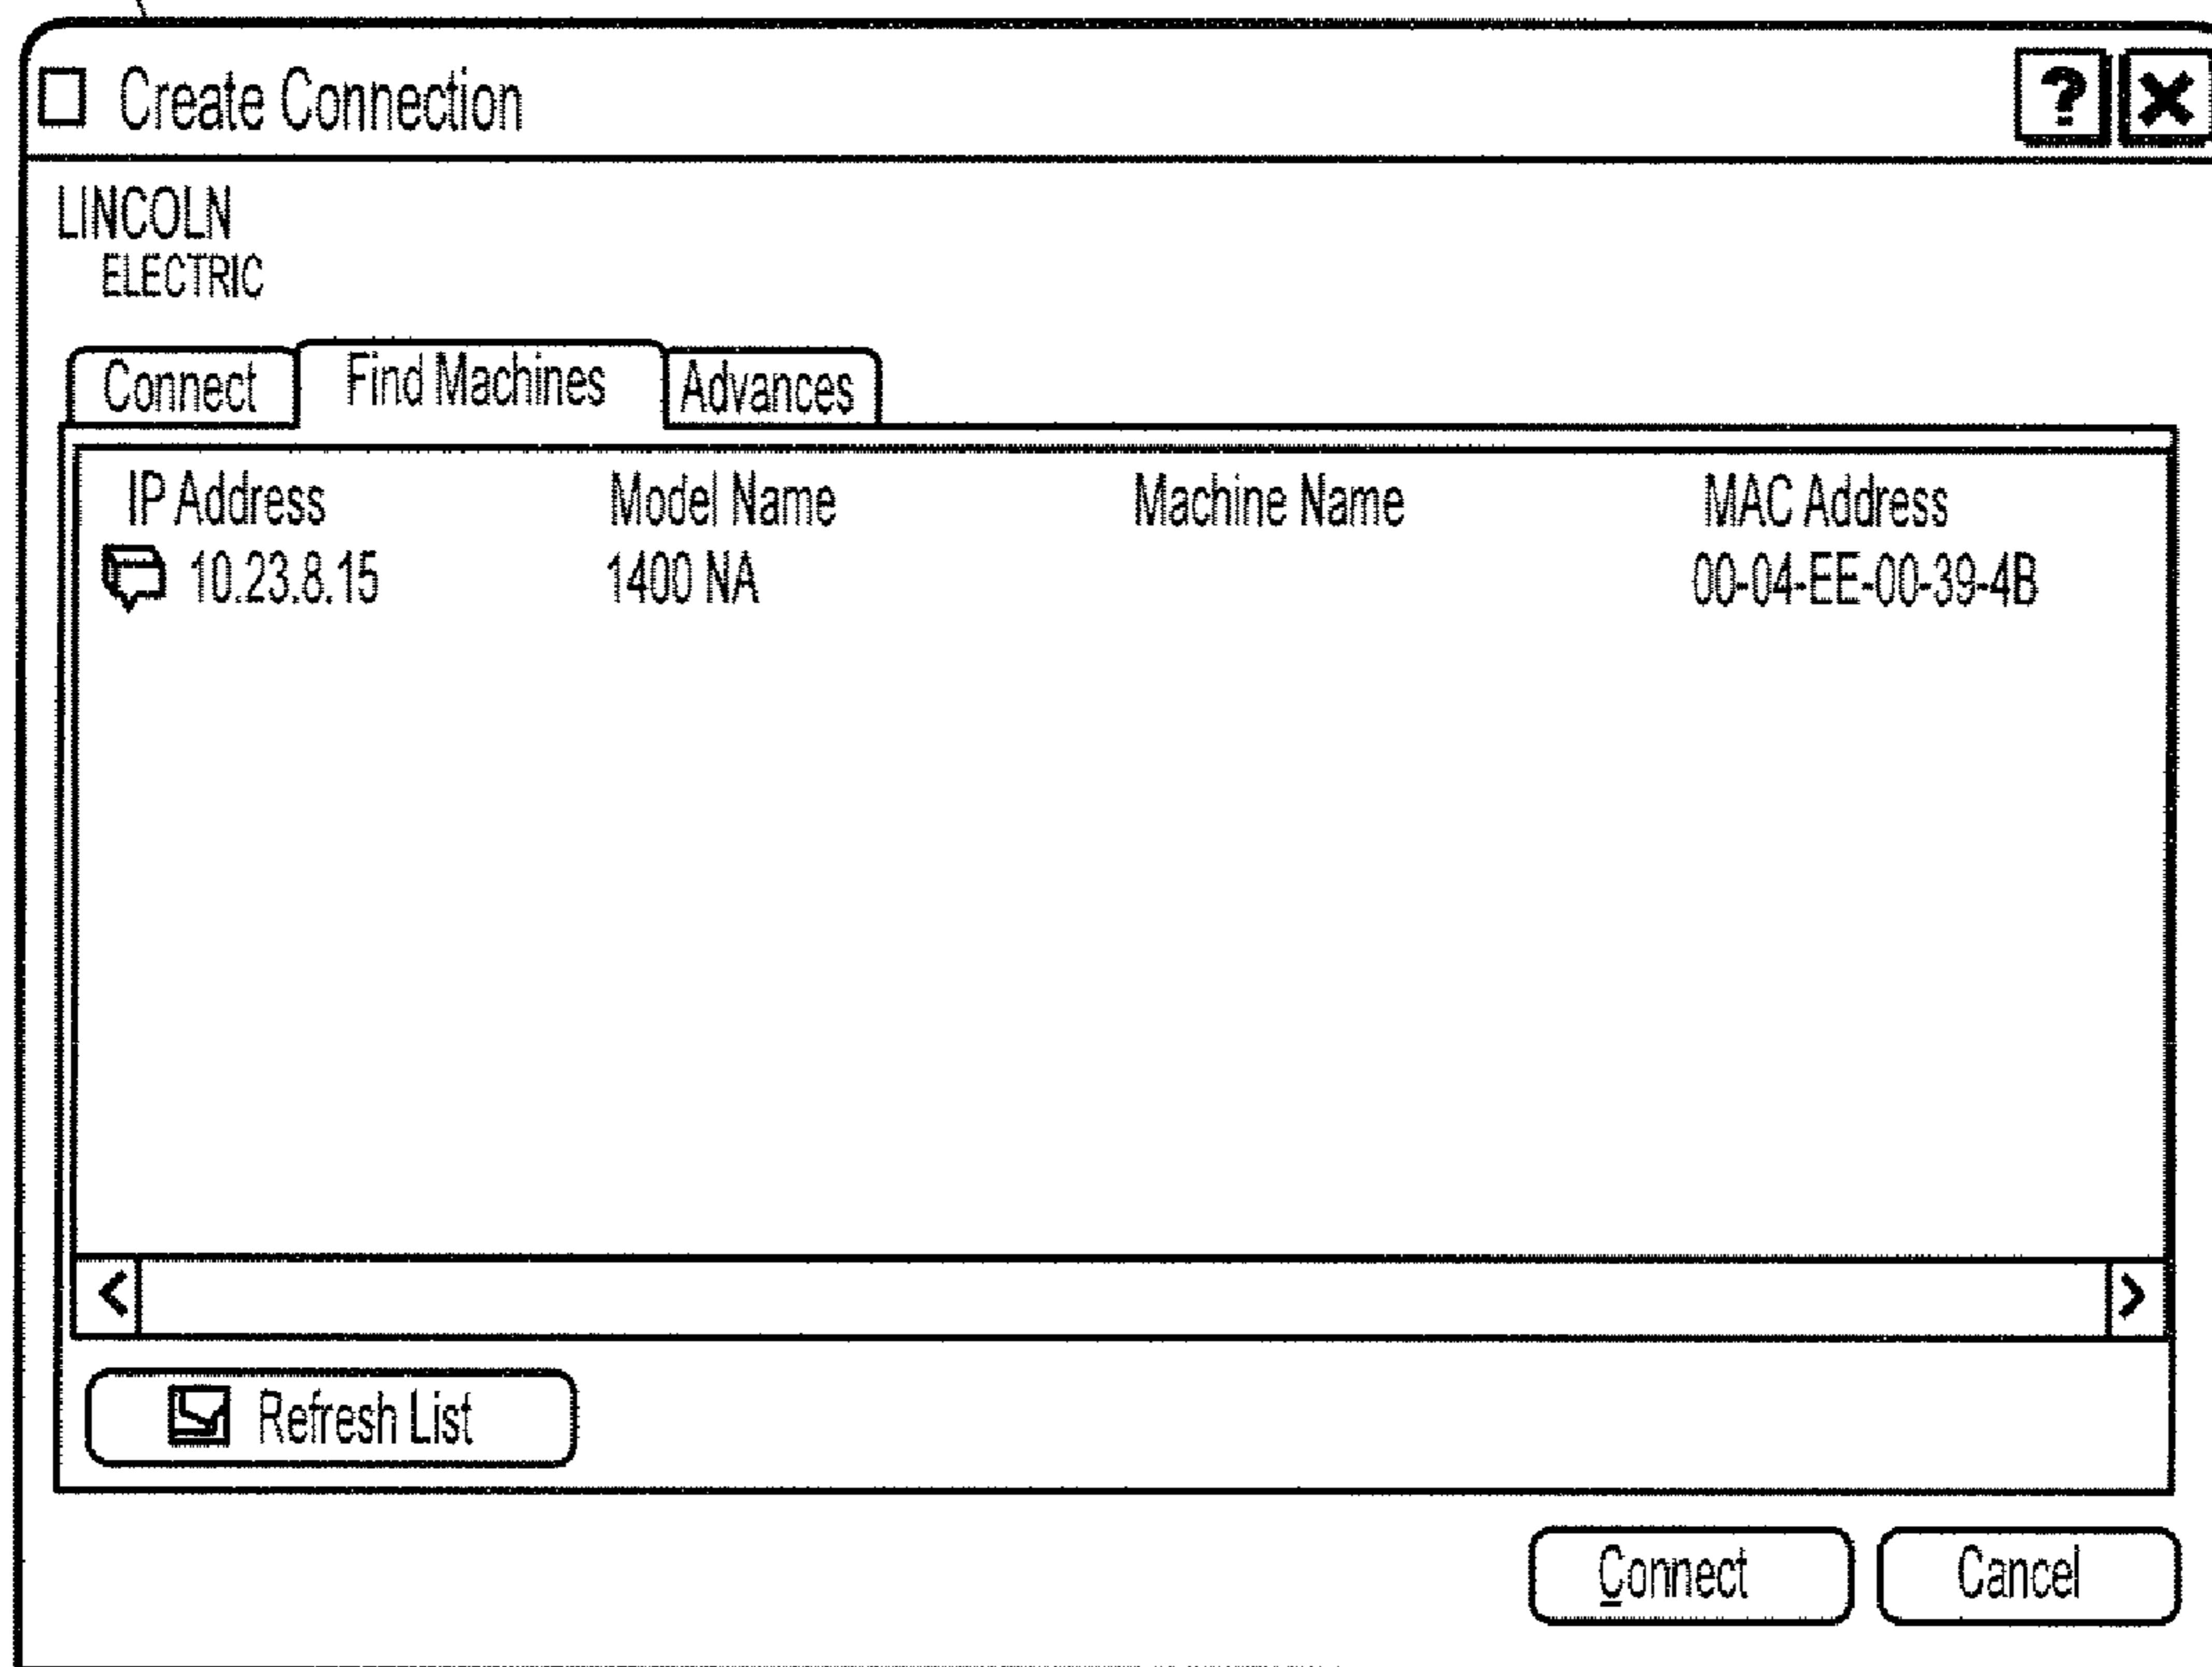 Create Connection ? ×
LINCOLN
ELECTRIC
Connect Find Machines Advances
IP Address Model Name Machine Name MAC Address
10.23.8.15 1400 NA 00-04-EE-00-39-4B
< >
Refresh List
Connect Cancel